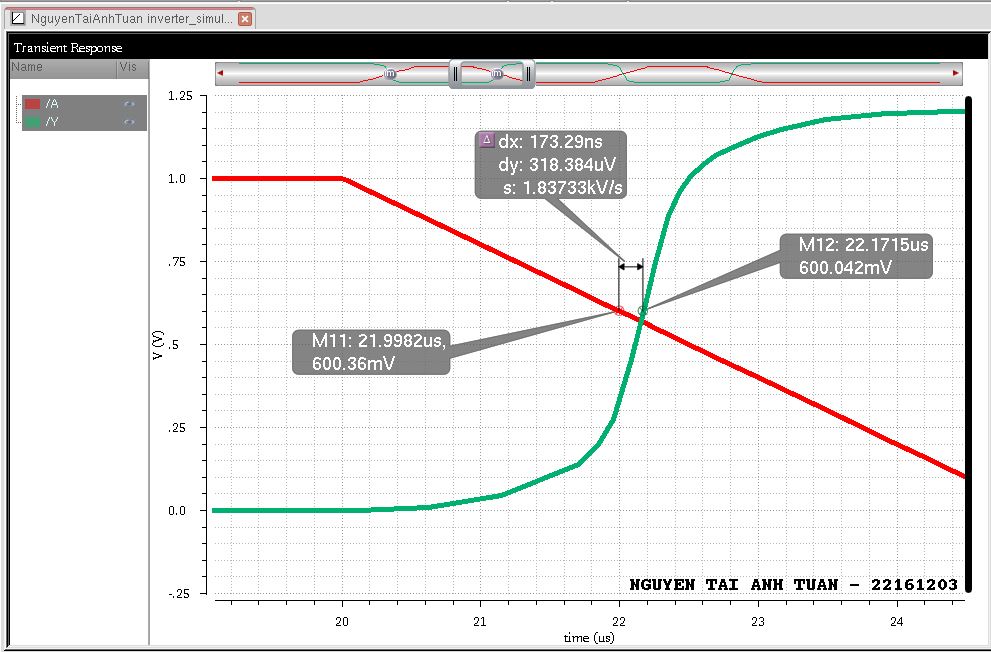 NguyenTaiAnhTuan inverter_simul...
Transient Response
Name Vis
/A
/Y
1.25
1.0
.75
.5
.25
0.0
-.25
V (V)
dx: 173.29ns
dy: 318.384uV
s: 1.83733kV/s
M12: 22.1715us
600.042mV
M11: 21.9982us,
600.36mV
NGUYEN TAI ANH TUAN - 22161203
20 21 22 23 24
time (us)